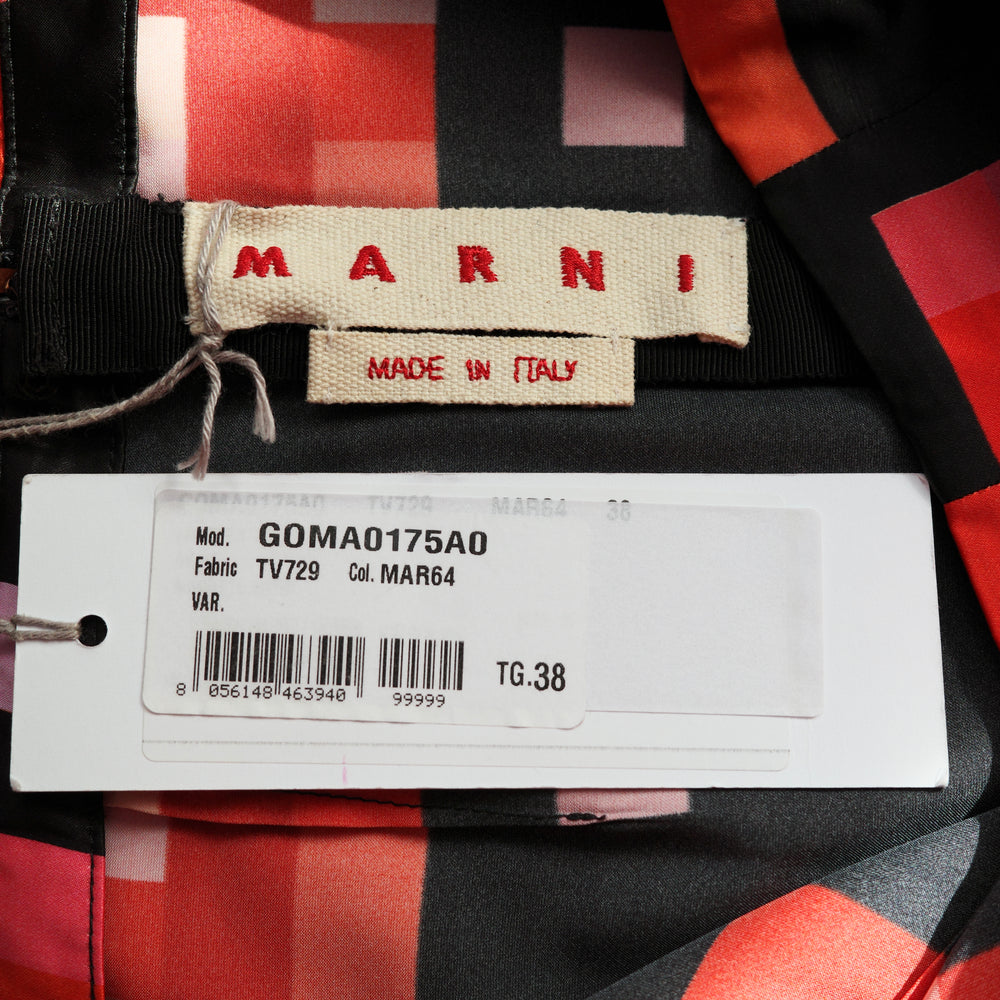 MARNI
MADE IN ITALY
GOMA0175A0 TV729 MAR64 38
Mod. GOMA0175A0
Fabric TV729 Col. MAR64
VAR.
TG.38
8 056148 463940 99999